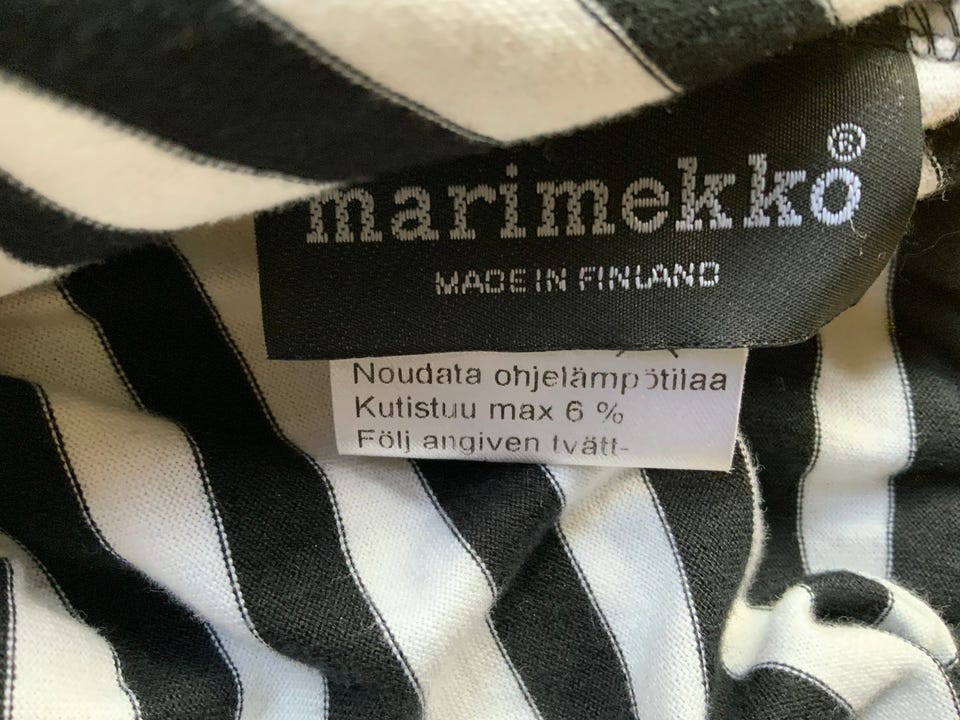 marimekko®
MADE IN FINLAND
Noudata ohjelämpötilaa
Kutistuu max 6 %
Följ angiven tvätt-